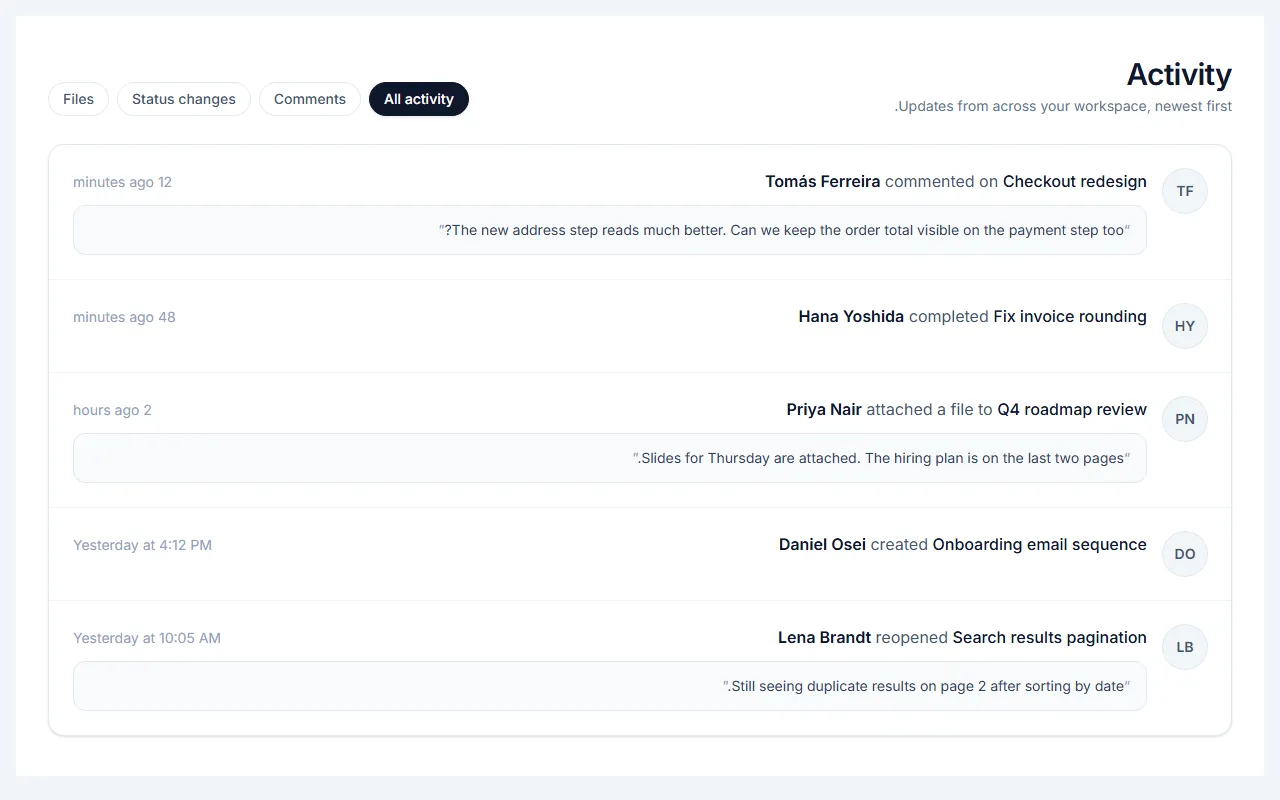 Activity
.Updates from across your workspace, newest first
All activity
Comments
Status changes
Files
TF
Tomás Ferreira commented on Checkout redesign
minutes ago 12
”?The new address step reads much better. Can we keep the order total visible on the payment step too“
HY
Hana Yoshida completed Fix invoice rounding
minutes ago 48
PN
Priya Nair attached a file to Q4 roadmap review
hours ago 2
”.Slides for Thursday are attached. The hiring plan is on the last two pages“
DO
Daniel Osei created Onboarding email sequence
Yesterday at 4:12 PM
LB
Lena Brandt reopened Search results pagination
Yesterday at 10:05 AM
”.Still seeing duplicate results on page 2 after sorting by date“